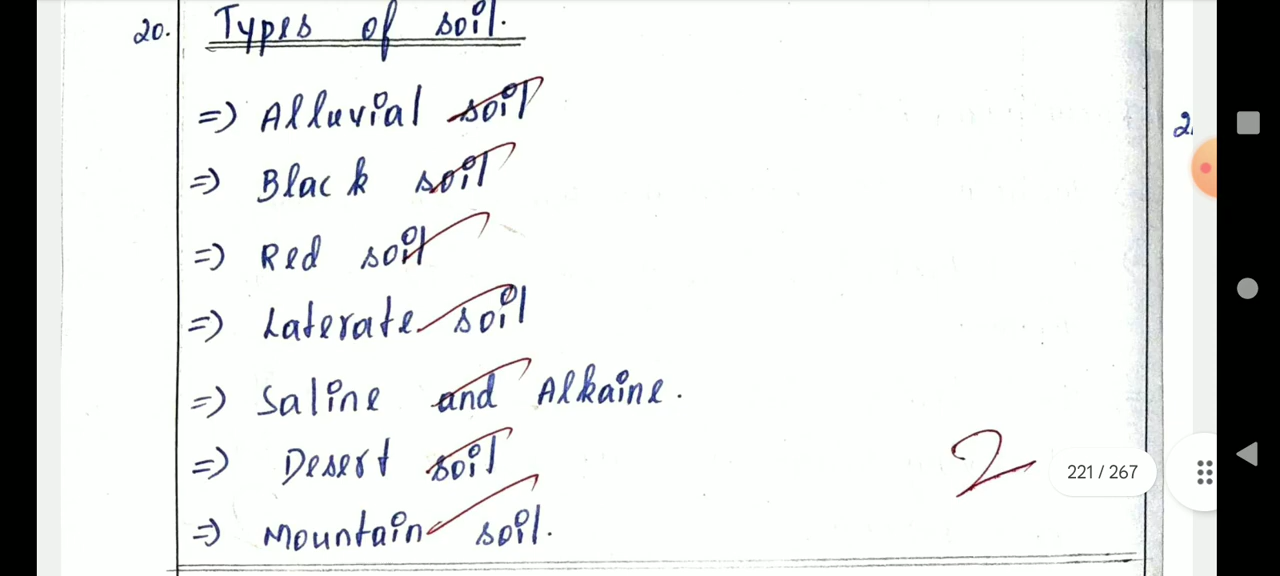 20. Types of soil.
=) Alluvial soil
=) Black soil
=) Red soil
=) Laterate soil
=) Saline and Alkaine.
=) Desert soil
2
221 / 267
=) Mountain soil.